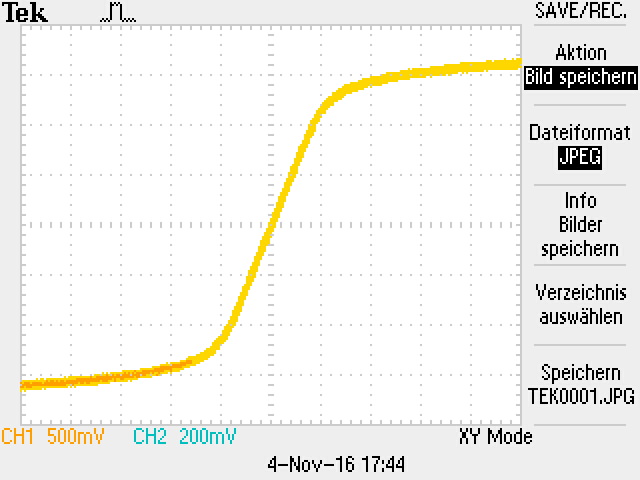 Tek
SAVE/REC.
Aktion
Bild speichern
Dateiformat
JPEG
Info
Bilder
speichern
Verzeichnis
auswählen
Speichern
TEK0001.JPG
CH1 500mV CH2 200mV XY Mode
4-Nov-16 17:44